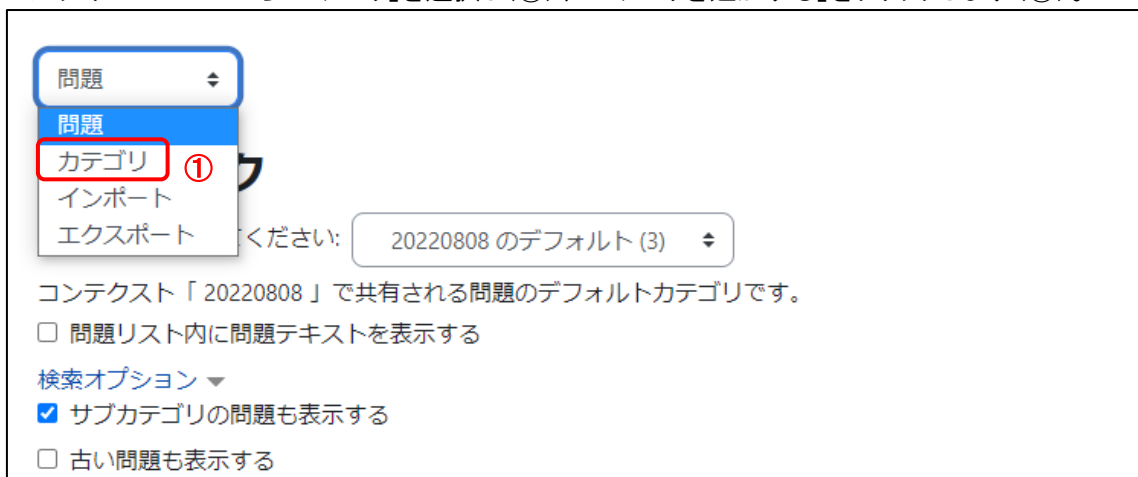 問題
問題
カテゴリ ①
ク
インポート
エクスポート
ください: 20220808 のデフォルト (3)
コンテクスト「 20220808 」で共有される問題のデフォルトカテゴリです。
問題リスト内に問題テキストを表示する
検索オプション
サブカテゴリの問題も表示する
古い問題も表示する